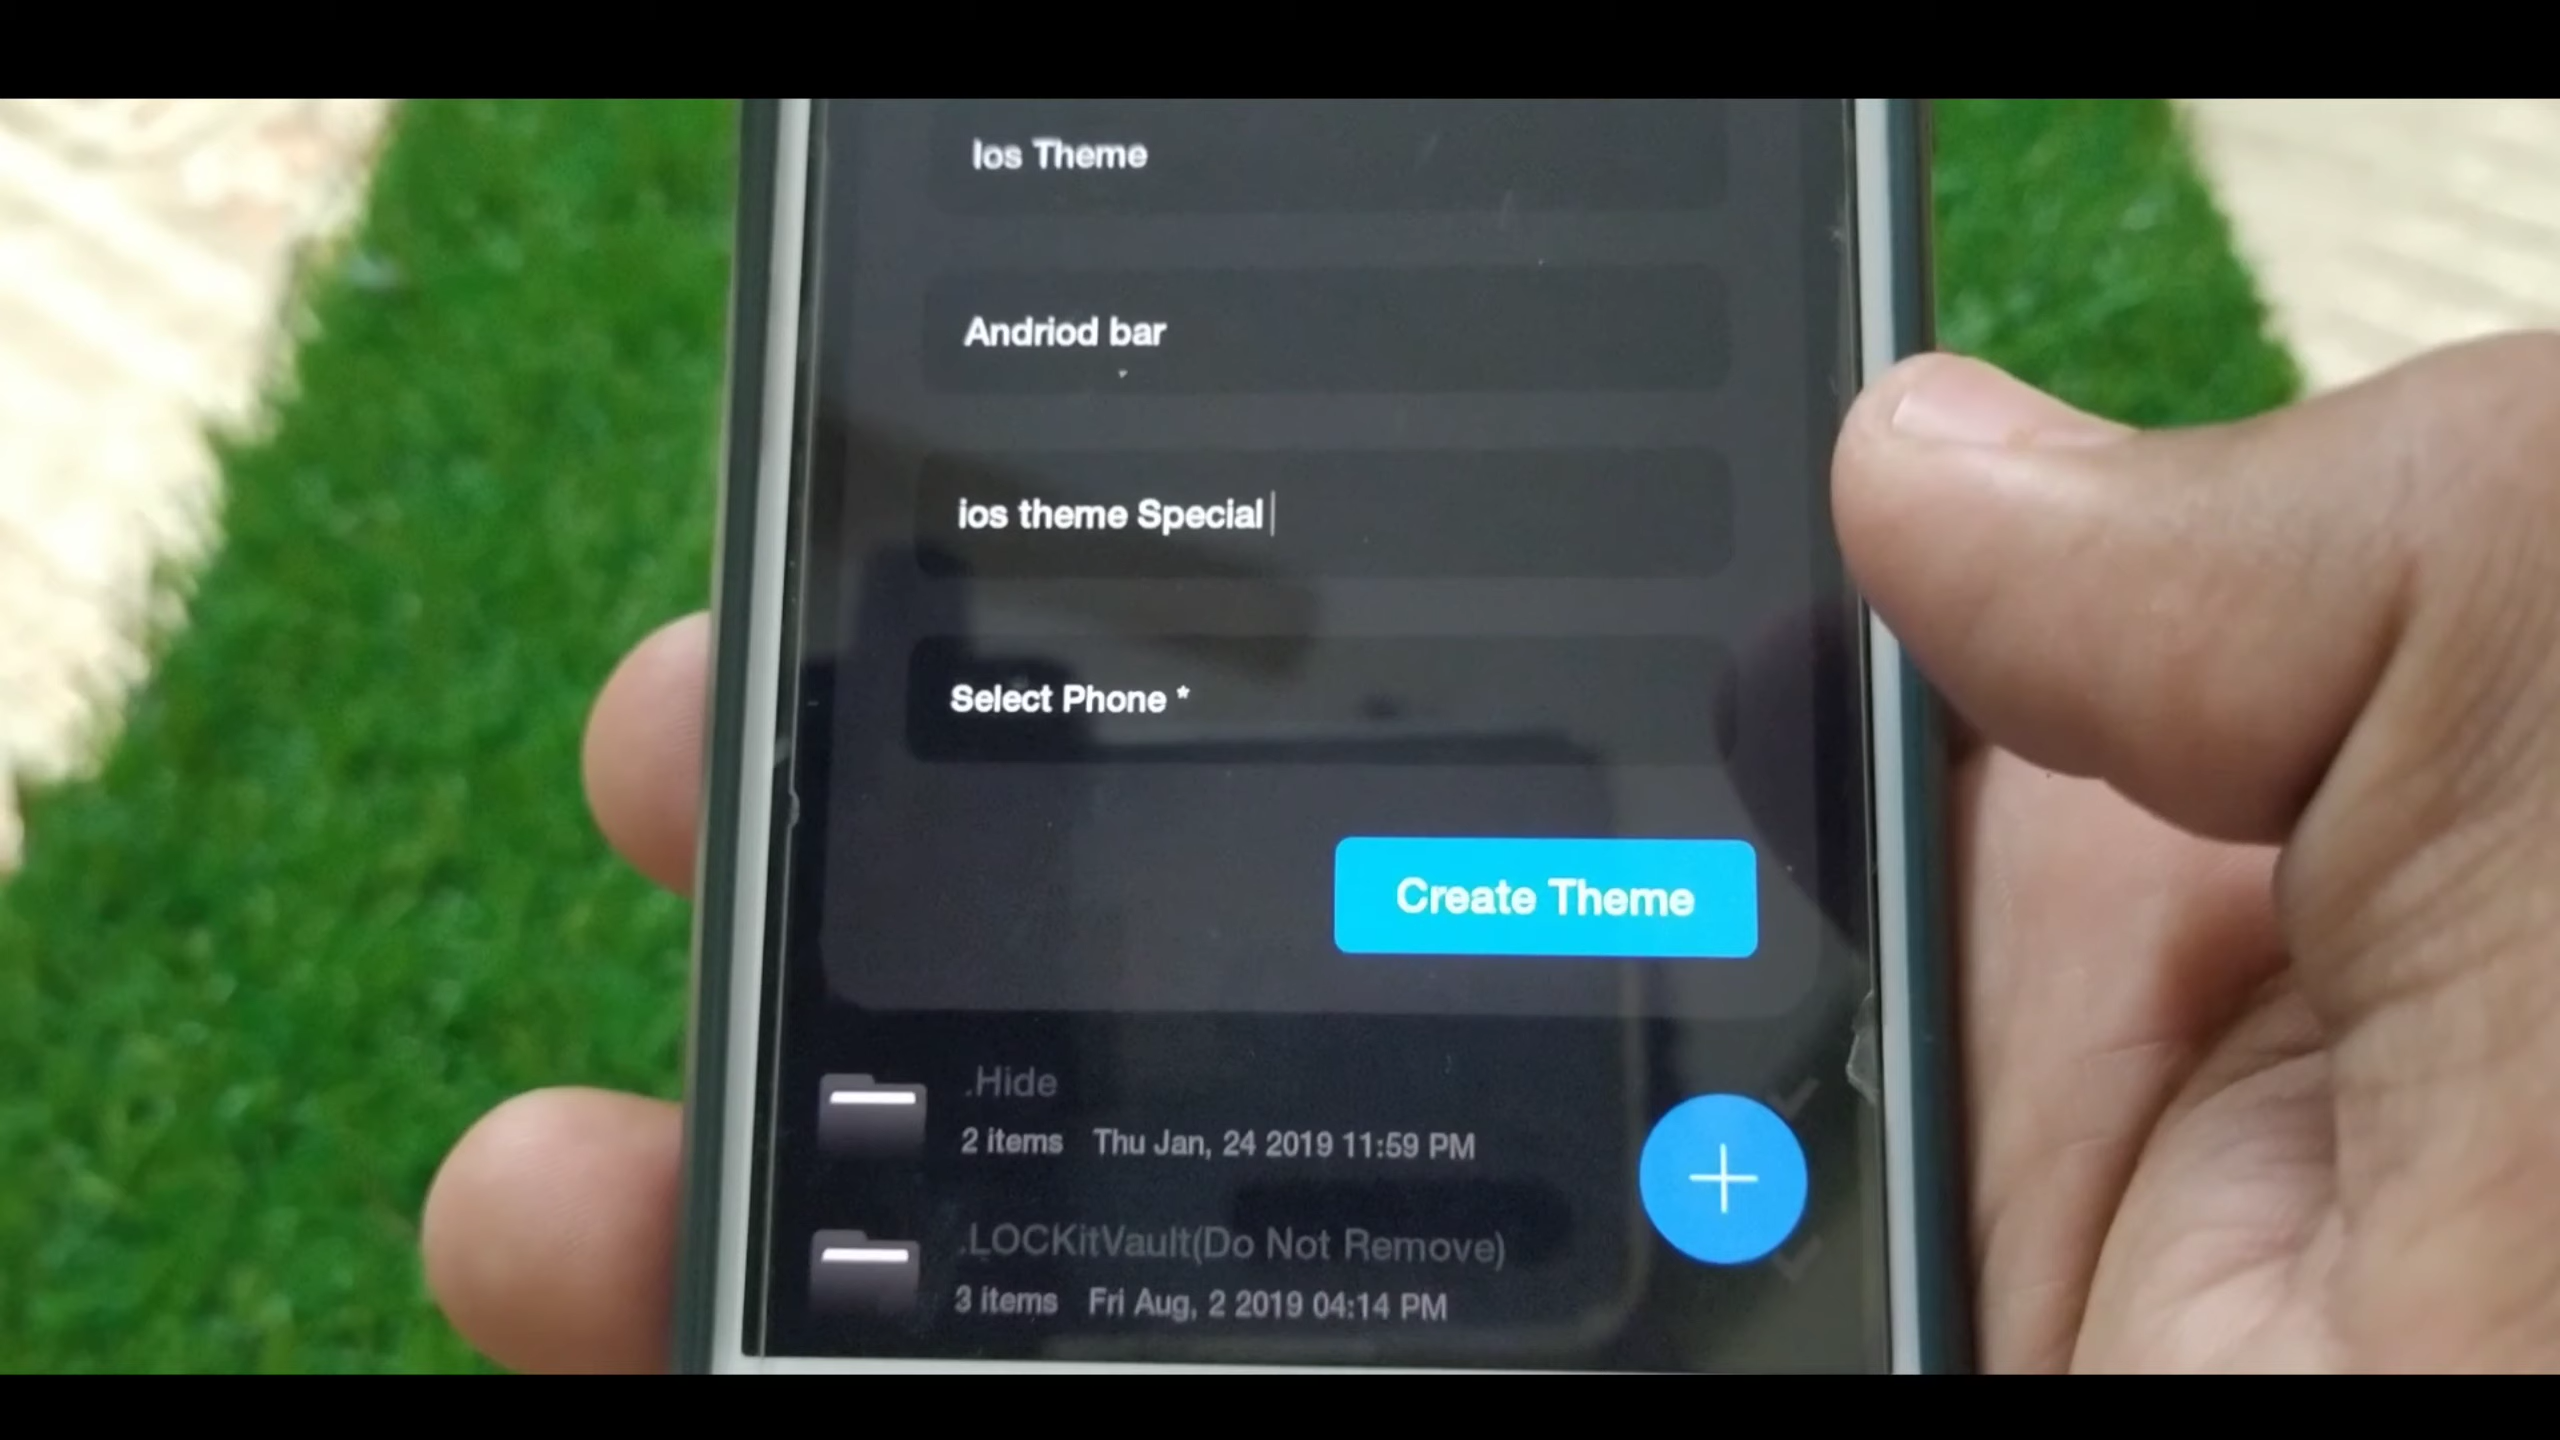 Ios Theme
Andriod bar
ios theme Special
Select Phone *
Create Theme
.Hide
2 items Thu Jan, 24 2019 11:59 PM
.LOCKitVault(Do Not Remove)
3 items Fri Aug, 2 2019 04:14 PM